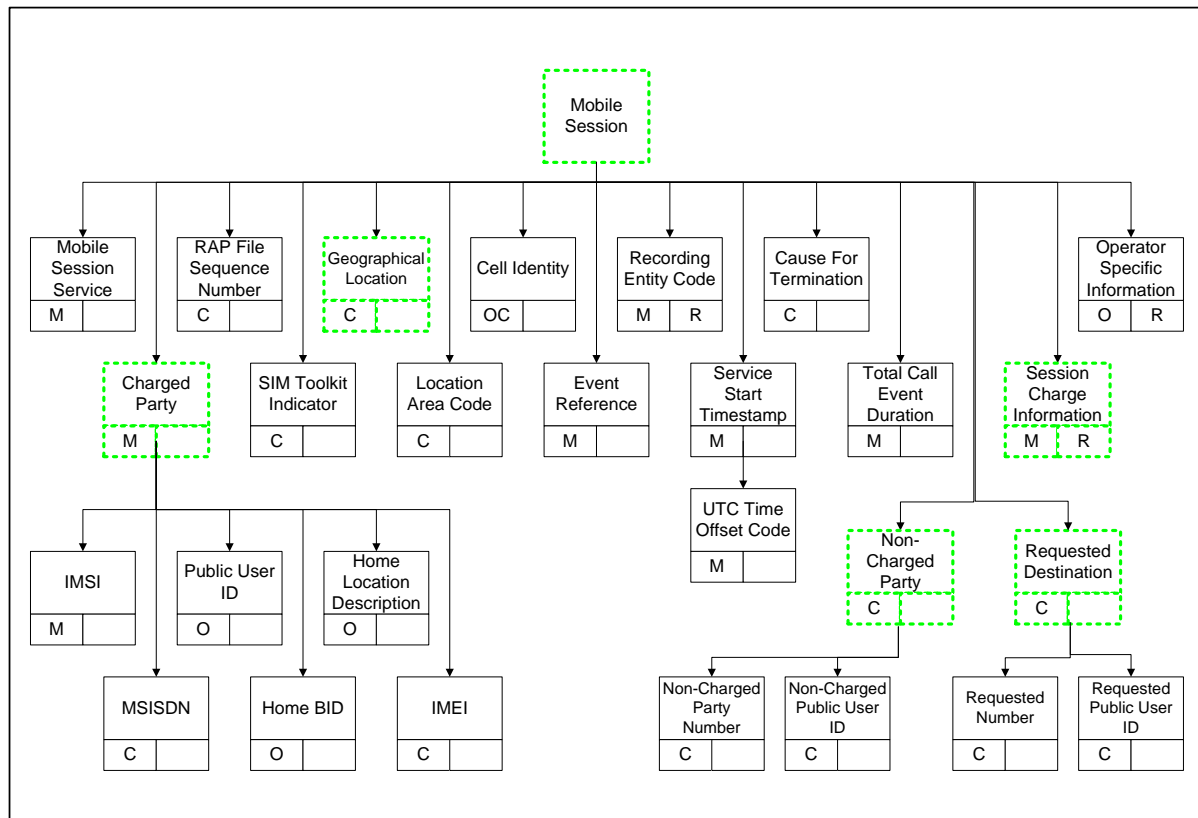 Mobile
Session
Mobile
Session
Service
M
RAP File
Sequence
Number
C
Geographical
Location
C
Cell Identity
OC
Recording
Entity Code
M R
Cause For
Termination
C
Operator
Specific
Information
O R
Charged
Party
M
SIM Toolkit
Indicator
C
Location
Area Code
C
Event
Reference
M
Service
Start
Timestamp
M
Total Call
Event
Duration
M
Session
Charge
Information
M R
UTC Time
Offset Code
M
Non-
Charged
Party
C
Requested
Destination
C
IMSI
M
Public User
ID
O
Home
Location
Description
O
MSISDN
C
Home BID
O
IMEI
C
Non-Charged
Party
Number
C
Non-Charged
Public User
ID
C
Requested
Number
C
Requested
Public User
ID
C